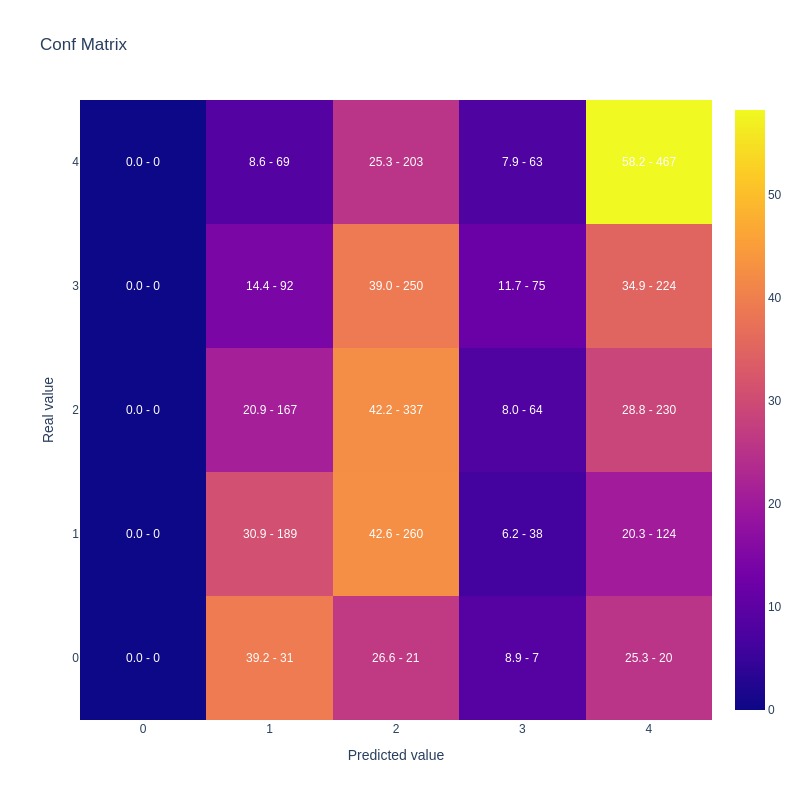 Conf Matrix
4
0.0 - 0
8.6 - 69
25.3 - 203
7.9 - 63
58.2 - 467
3
0.0 - 0
14.4 - 92
39.0 - 250
11.7 - 75
34.9 - 224
2
0.0 - 0
20.9 - 167
42.2 - 337
8.0 - 64
28.8 - 230
1
0.0 - 0
30.9 - 189
42.6 - 260
6.2 - 38
20.3 - 124
0
0.0 - 0
39.2 - 31
26.6 - 21
8.9 - 7
25.3 - 20
0
1
2
3
4
Predicted value
Real value
50
40
30
20
10
0